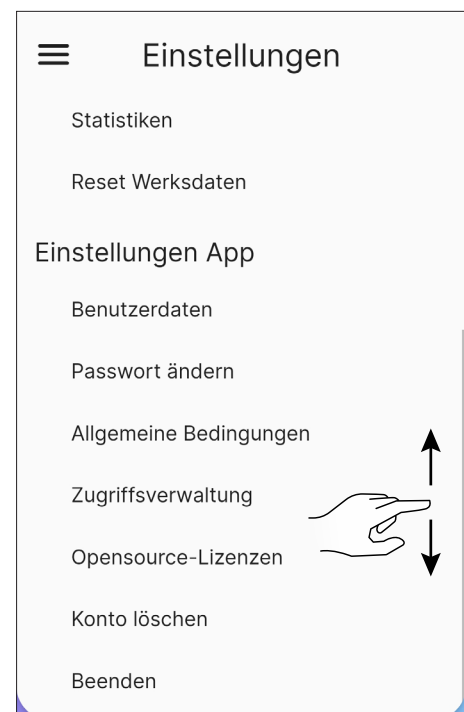 Einstellungen
Statistiken
Reset Werksdaten
Einstellungen App
Benutzerdaten
Passwort ändern
Allgemeine Bedingungen
Zugriffsverwaltung
Opensource-Lizenzen
Konto löschen
Beenden